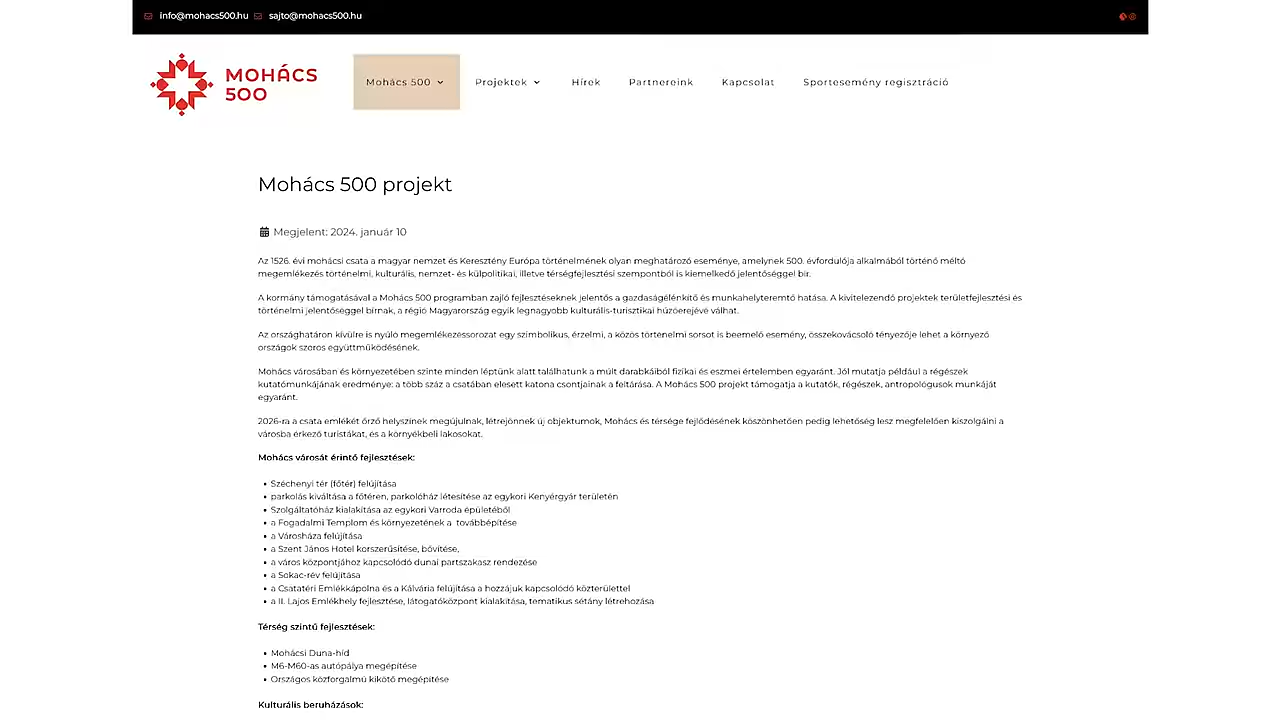 info@mohacs500.hu sajto@mohacs500.hu
MOHÁCS
500
Mohács 500 Projektek Hírek Partnereink Kapcsolat Sportesemény regisztráció
Mohács 500 projekt
Megjelent: 2024. január 10
Az 1526. évi mohácsi csata a magyar nemzet és Keresztény Európa történelmének olyan meghatározó eseménye, amelynek 500. évfordulója alkalmából történő méltó
megemlékezés történelmi, kulturális, nemzet- és külpolitikai, illetve térségfejlesztési szempontból is kiemelkedő jelentőséggel bír.
A kormány támogatásával a Mohács 500 programban zajló fejlesztéseknek jelentős a gazdaságélénkítő és munkahelyteremtő hatása. A kivitelezendő projektek területfejlesztési és
történelmi jelentőséggel bírnak, a régió Magyarország egyik legnagyobb kulturális-turisztikai húzóerejévé válhat.
Az országhatáron kívülre is nyúló megemlékezéssorozat egy szimbolikus, érzelmi, a közös történelmi sorsot is beemelő esemény, összekovácsoló tényezője lehet a környező
országok szoros együttműködésének.
Mohács városában és környezetében szinte minden léptünk alatt találhatunk a múlt darabkáiból fizikai és eszmei értelemben egyaránt. Jól mutatja például a régészek
kutatómunkájának eredménye: a több száz a csatában elesett katona csontjainak a feltárása. A Mohács 500 projekt támogatja a kutatók, régészek, antropológusok munkáját
egyaránt.
2026-ra a csata emlékét őrző helyszínek megújulnak, létrejönnek új objektumok, Mohács és térsége fejlődésének köszönhetően pedig lehetőség lesz megfelelően kiszolgálni a
városba érkező turistákat, és a környékbeli lakosokat.
Mohács városát érintő fejlesztések:
• Széchenyi tér (főtér) felújítása
• parkolás kiváltása a főtéren, parkolóház létesítése az egykori Kenyérgyár területén
• Szolgáltatóház kialakítása az egykori Varroda épületéből
• a Fogadalmi Templom és környezetének a továbbépítése
• a Városháza felújítása
• a Szent János Hotel korszerűsítése, bővítése,
• a város központjához kapcsolódó dunai partszakasz rendezése
• a Sokac-rév felújítása
• a Csatatéri Emlékkápolna és a Kálvária felújítása a hozzájuk kapcsolódó közterülettel
• a II. Lajos Emlékhely fejlesztése, látogatóközpont kialakítása, tematikus sétány létrehozása
Térség szintű fejlesztések:
• Mohácsi Duna-híd
• M6-M60-as autópálya megépítése
• Országos közforgalmú kikötő megépítése
Kulturális beruházások: